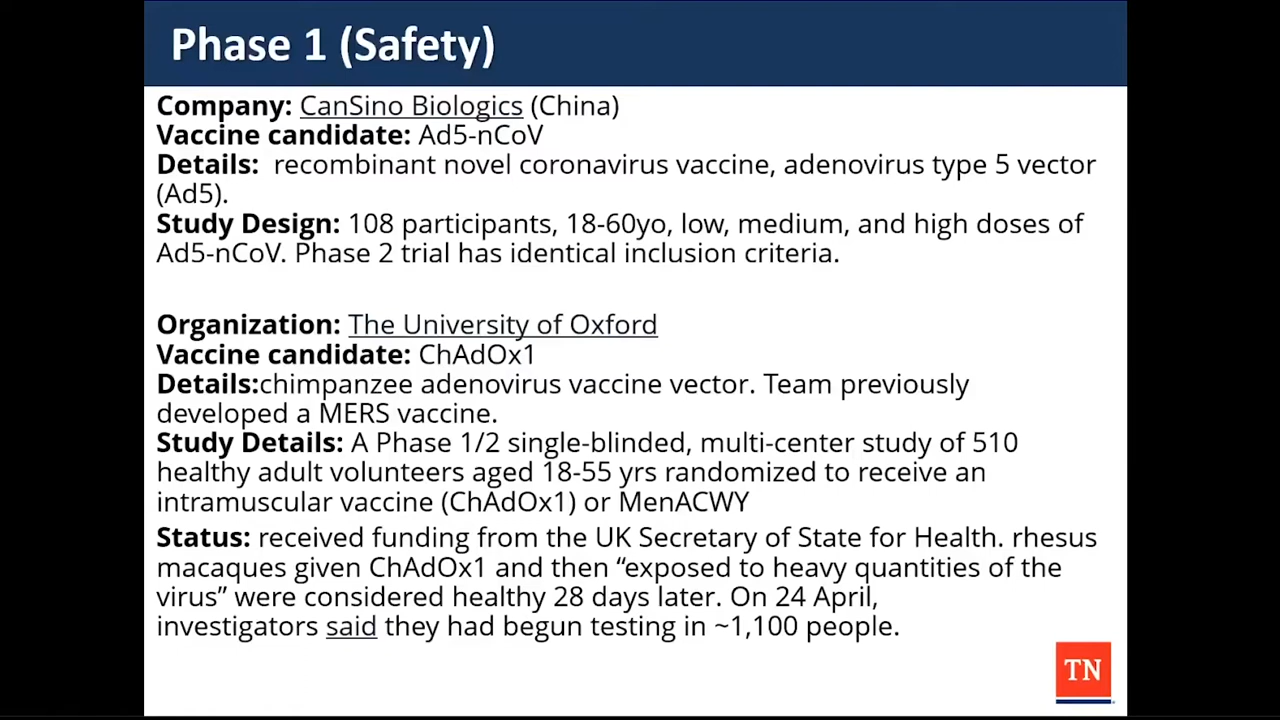 Phase 1 (Safety)
Company: CanSino Biologics (China)
Vaccine candidate: Ad5-nCoV
Details:  recombinant novel coronavirus vaccine, adenovirus type 5 vector
(Ad5).
Study Design: 108 participants, 18-60yo, low, medium, and high doses of
Ad5-nCoV. Phase 2 trial has identical inclusion criteria.
Organization: The University of Oxford
Vaccine candidate: ChAdOx1
Details:chimpanzee adenovirus vaccine vector. Team previously
developed a MERS vaccine.
Study Details: A Phase 1/2 single-blinded, multi-center study of 510
healthy adult volunteers aged 18-55 yrs randomized to receive an
intramuscular vaccine (ChAdOx1) or MenACWY
Status: received funding from the UK Secretary of State for Health. rhesus
macaques given ChAdOx1 and then “exposed to heavy quantities of the
virus” were considered healthy 28 days later. On 24 April,
investigators said they had begun testing in ~1,100 people.
TN